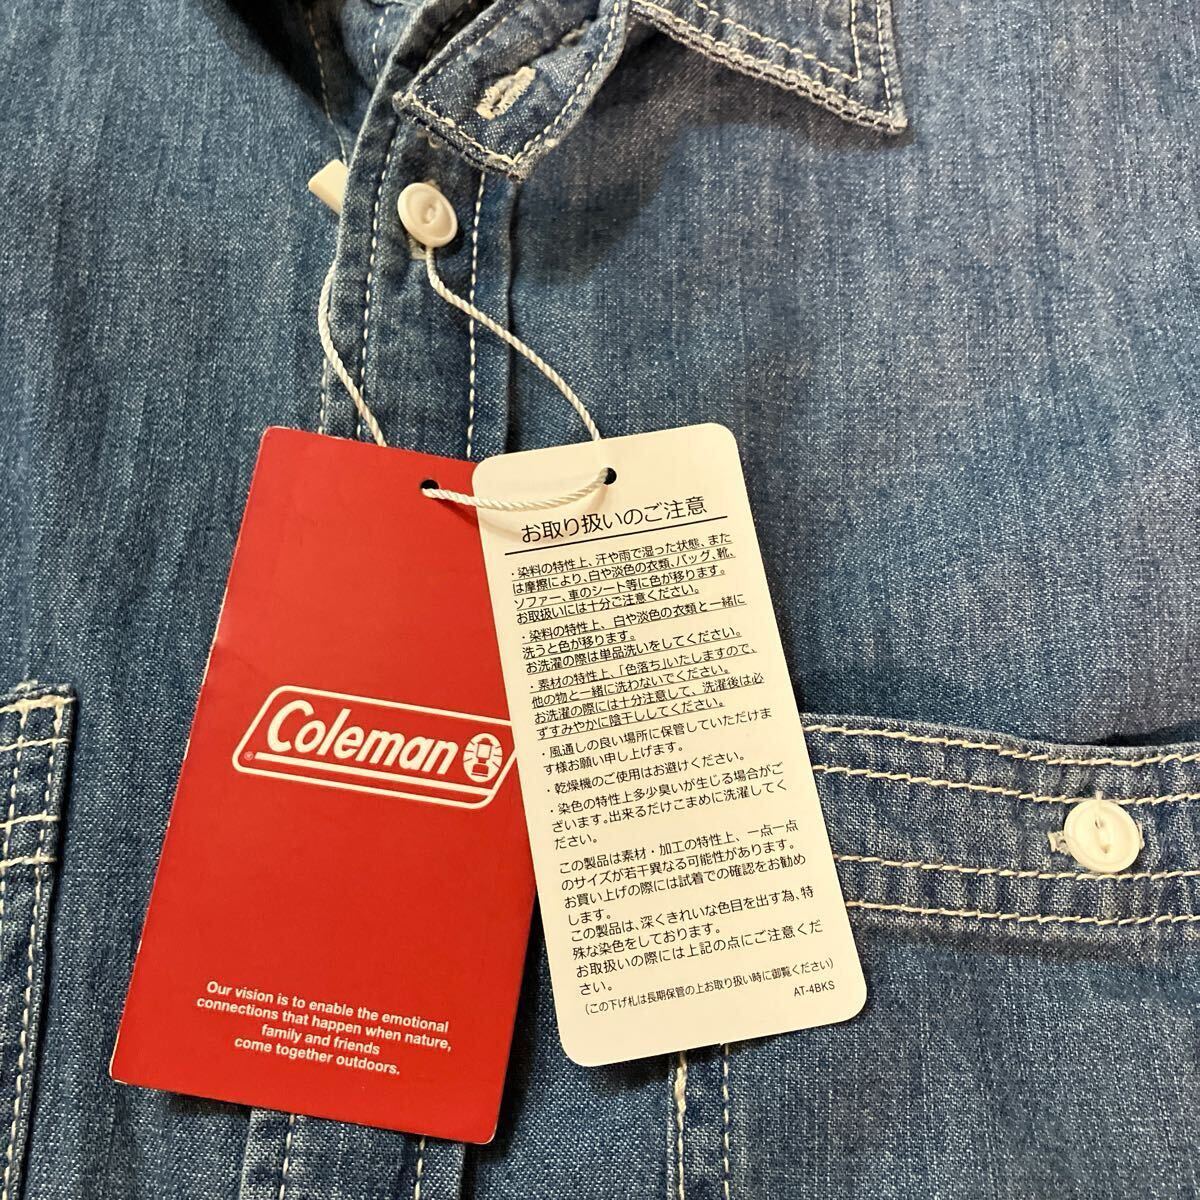 Coleman
®
Our vision is to enable the emotional
connections that happen when nature,
family and friends
come together outdoors.
お取り扱いのご注意
・染料の特性上、汗や雨で湿った状態、また
は摩擦により、白や淡色の衣類、バッグ、靴、
ソファー、車のシート等に色が移ります。
お取扱いには十分ご注意ください。
・染料の特性上、白や淡色の衣類と一緒に
洗うと色が移ります。
お洗濯の際は単品洗いをしてください。
・素材の特性上、「色落ち」いたしますので、
他の物と一緒に洗わないでください。
お洗濯の際には十分注意して、洗濯後は必
ずすみやかに陰干ししてください。
・風通しの良い場所に保管していただけま
す様お願い申し上げます。
・乾燥機のご使用はお避けください。
・染色の特性上多少臭いが生じる場合がご
ざいます。出来るだけこまめに洗濯してく
ださい。
この製品は素材・加工の特性上、一点一点
のサイズが若干異なる可能性があります。
お買い上げの際には試着での確認をお勧め
します。
この製品は、深くきれいな色目を出す為、特
殊な染色をしております。
お取扱いの際には上記の点にご注意くだ
さい。
（この下げ札は長期保管の上お取り扱い時に御覧ください）
AT-4BKS